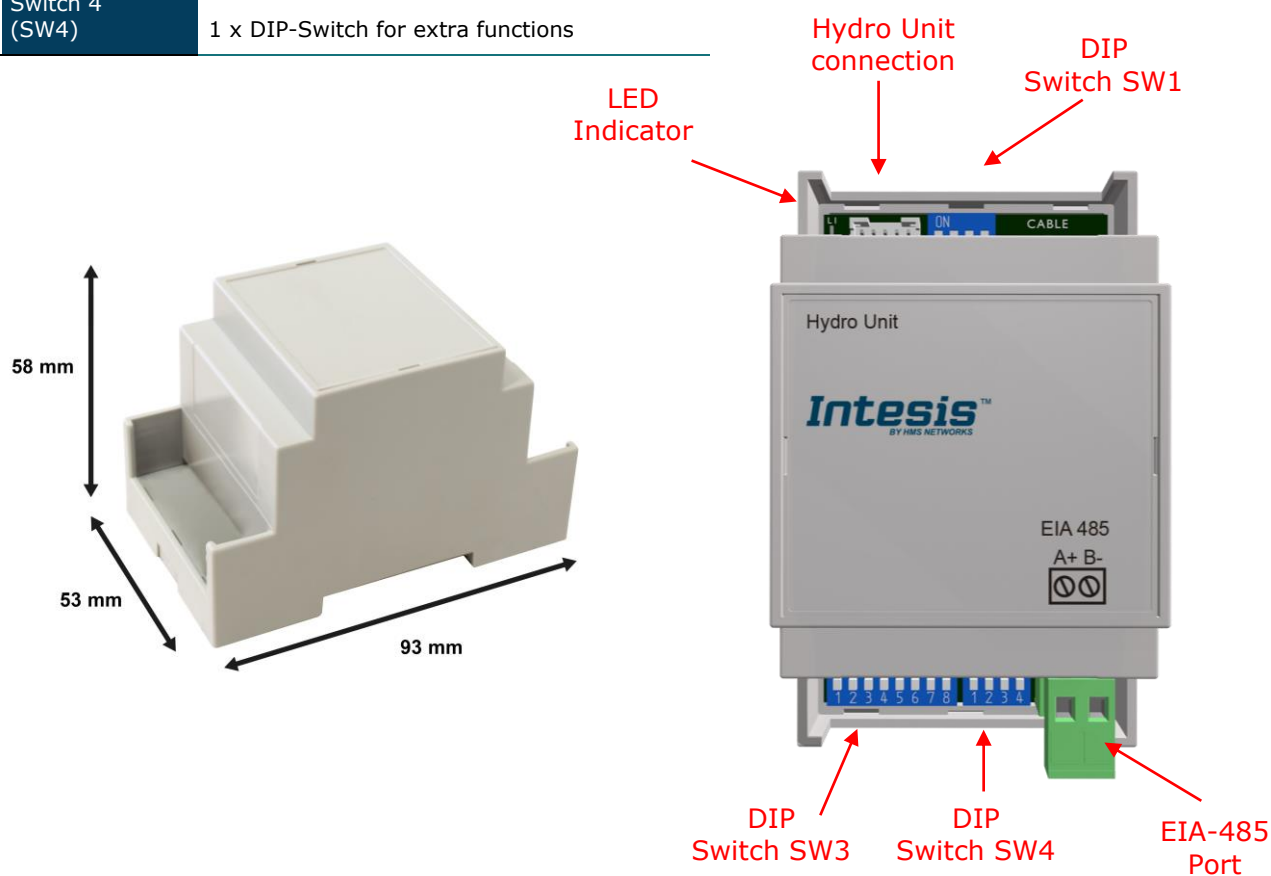 Switch 4
(SW4)
1 x DIP-Switch for extra functions
Hydro Unit
connection
DIP
Switch SW1
LED
Indicator
L1
ON
CABLE
58 mm
53 mm
93 mm
Hydro Unit
Intesis™
BY HMS NETWORKS
EIA 485
A+ B-
1 2 3 4 5 6 7 8
1 2 3 4
DIP
Switch SW3
DIP
Switch SW4
EIA-485
Port